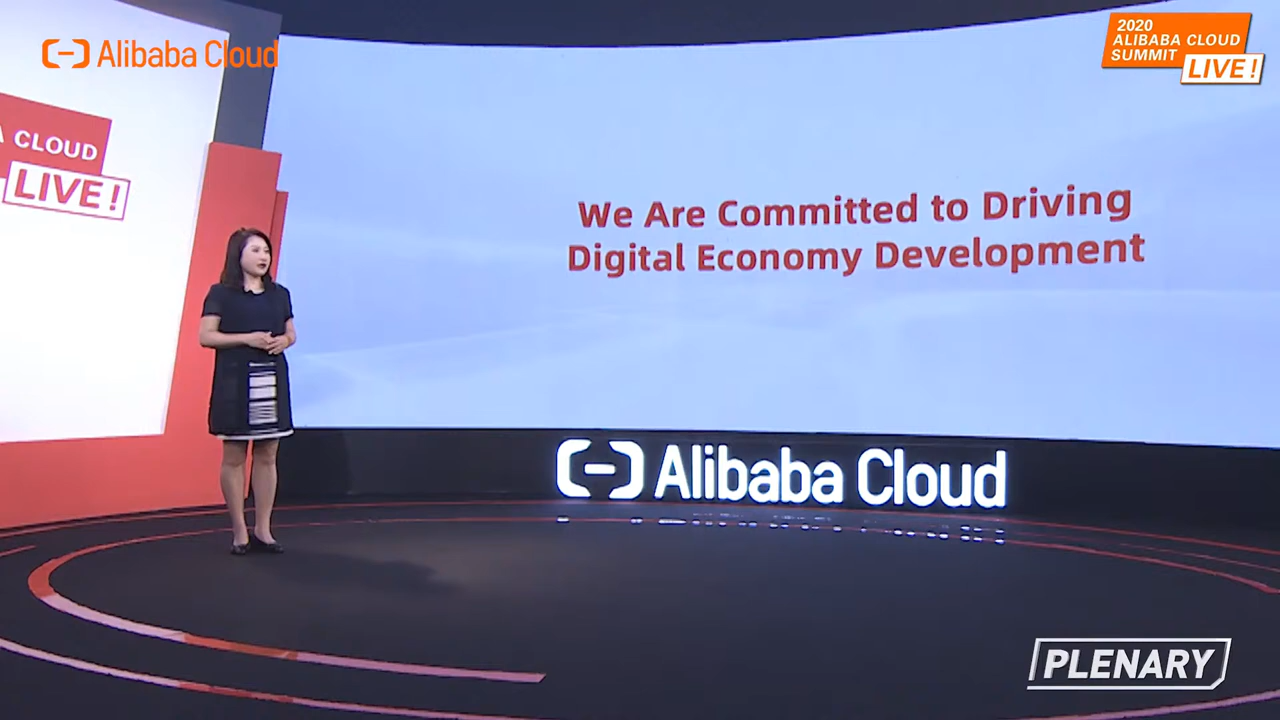 Alibaba Cloud
2020
ALIBABA CLOUD
SUMMIT
LIVE!
CLOUD
LIVE!
We Are Committed to Driving
Digital Economy Development
Alibaba Cloud
PLENARY